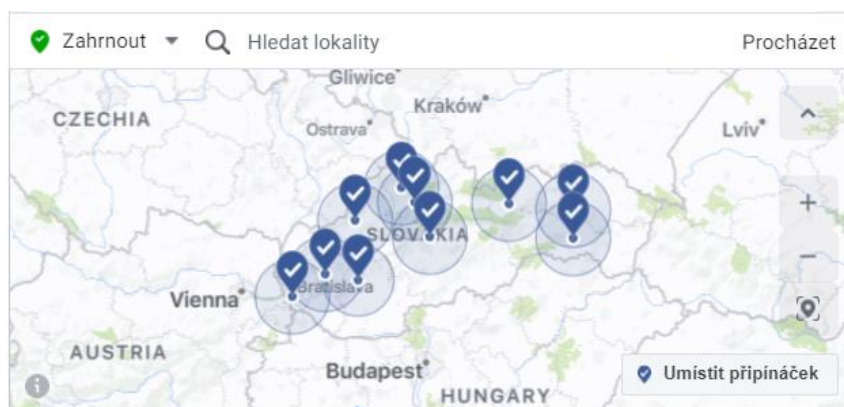 Zahrnout
Hledat lokality
Procházet
Gliwice
CZECHIA
Kraków
Ostrava
Lviv
SLOVAKIA
Bratislava
Vienna
AUSTRIA
Budapest
Umístit připínáček
HUNGARY